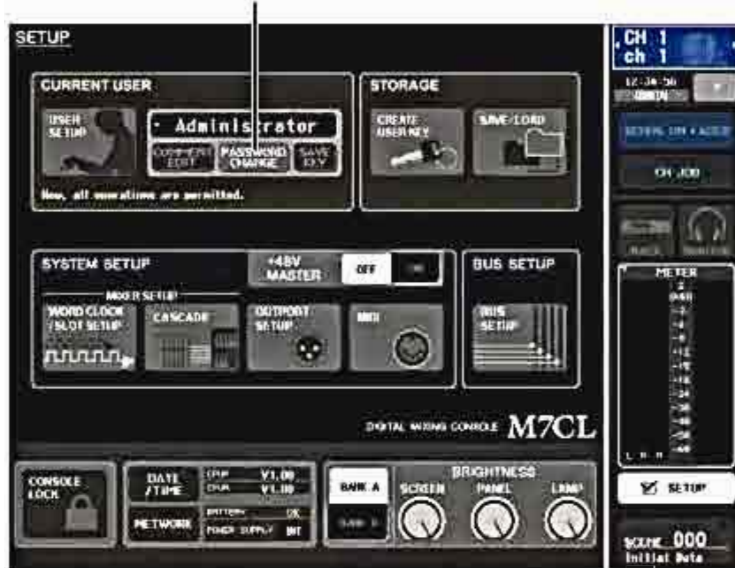 SETUP
CURRENT USER
USER SETUP
Administrator
COMMENT EDIT
PASSWORD CHANGE
SAVE KEY
Now, all operations are permitted.
STORAGE
CREATE USER KEY
SAVE/LOAD
SYSTEM SETUP
+48V MASTER
OFF
MIXER SETUP
WORD CLOCK /SLOT SETUP
CASCADE
OUTPORT SETUP
MIDI
BUS SETUP
BUS SETUP
DIGITAL MIXING CONSOLE M7CL
CONSOLE LOCK
DATE /TIME
V1.00
V1.00
NETWORK
BATTERY OK
POWER SUPPLY INT
BANK A
BANK B
BRIGHTNESS
SCREEN
PANEL
LAMP
CH 1
ch 1
CH JOB
METER
SETUP
SCENE 000
Initial Data